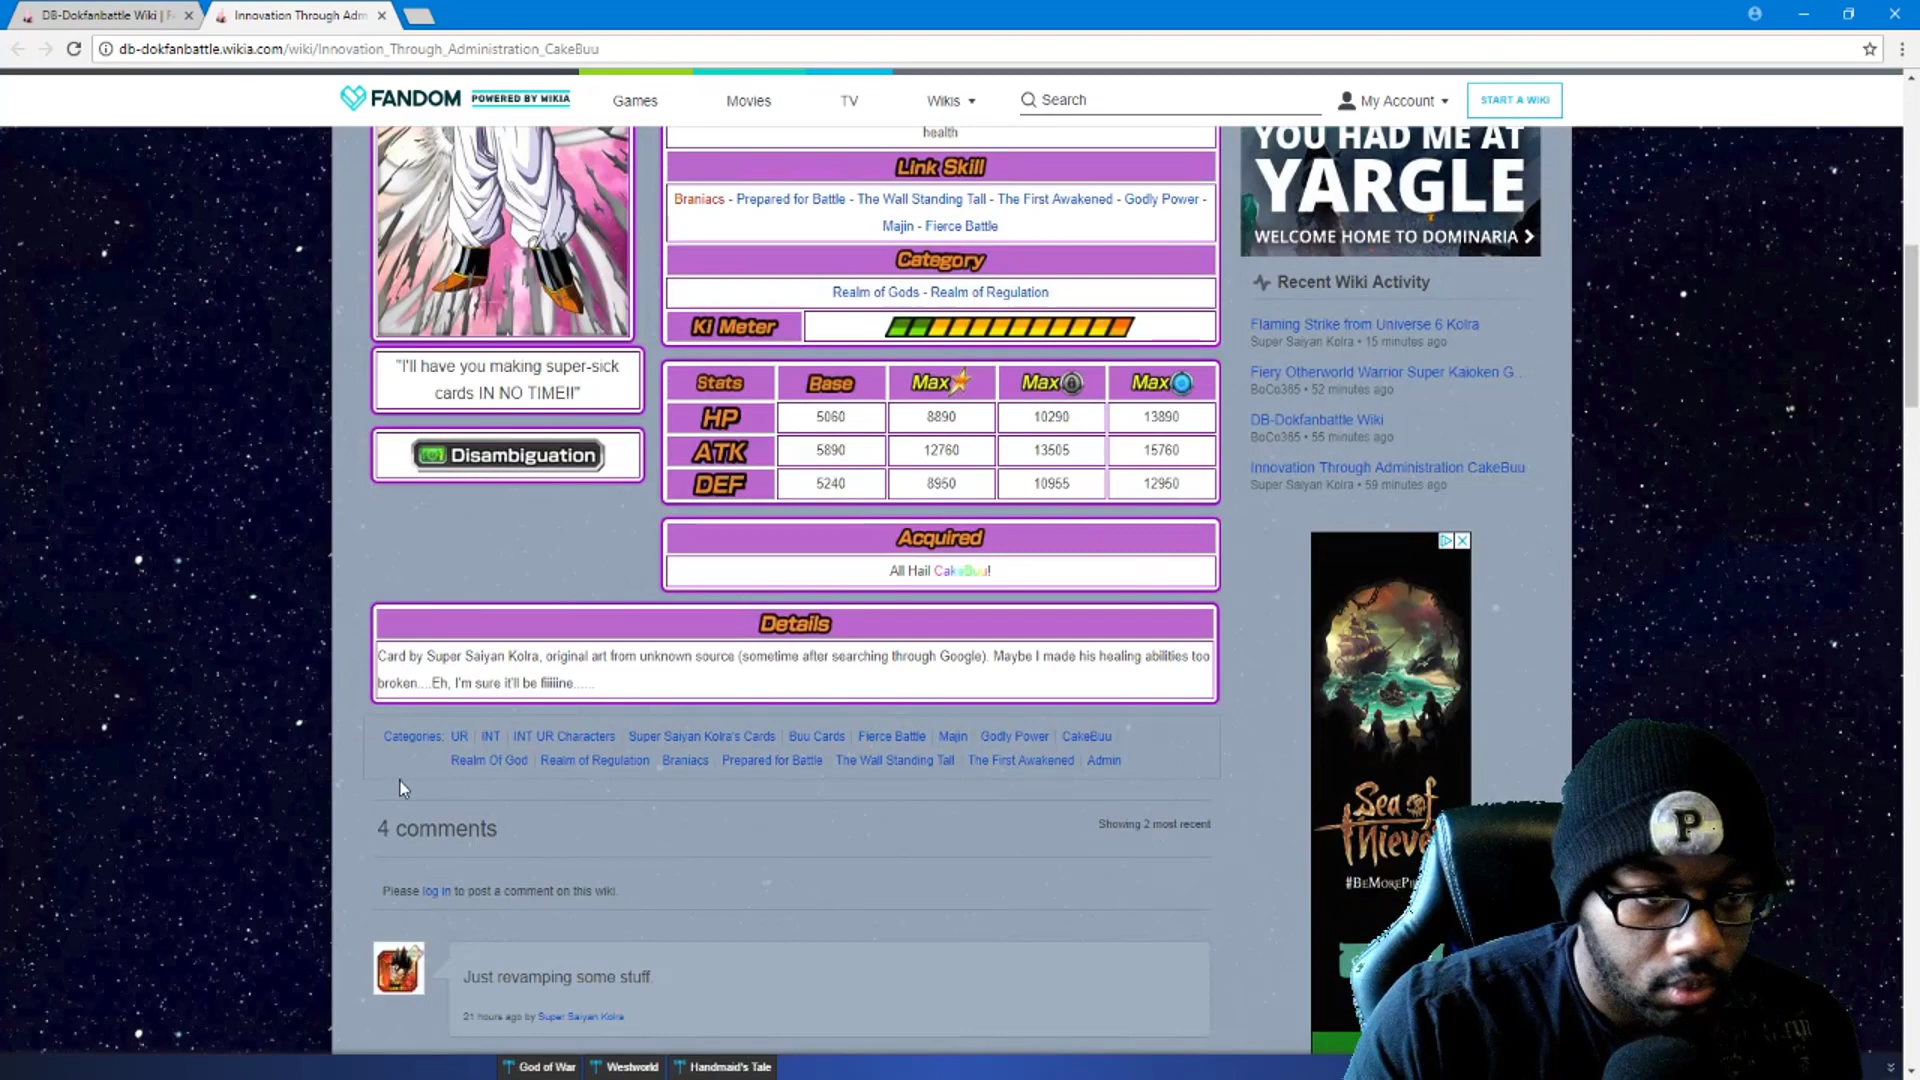 DB-Dokfanbattle Wiki | F
Innovation Through Adm
db-dokfanbattle.wikia.com/wiki/Innovation_Through_Administration_CakeBuu
FANDOM POWERED BY WIKIA
Games
Movies
TV
Wikis
Search
My Account
START A WIKI
health
Link Skill
Braniacs - Prepared for Battle - The Wall Standing Tall - The First Awakened - Godly Power -
Majin - Fierce Battle
Category
Realm of Gods - Realm of Regulation
Ki Meter
"I'll have you making super-sick
cards IN NO TIME!!"
Disambiguation
Stats Base Max Max Max
HP 5060 8890 10290 13890
ATK 5890 12760 13505 15760
DEF 5240 8950 10955 12950
Acquired
All Hail CakeBuu!
Details
Card by Super Saiyan Kolra, original art from unknown source (sometime after searching through Google). Maybe I made his healing abilities too
broken....Eh, I'm sure it'll be fiiiiine......
Categories: UR INT INT UR Characters Super Saiyan Kolra's Cards Buu Cards Fierce Battle Majin Godly Power CakeBuu
Realm Of God Realm of Regulation Braniacs Prepared for Battle The Wall Standing Tall The First Awakened Admin
4 comments
Showing 2 most recent
Please log in to post a comment on this wiki.
Just revamping some stuff.
21 hours ago by Super Saiyan Kolra
YOU HAD ME AT
YARGLE
WELCOME HOME TO DOMINARIA
Recent Wiki Activity
Flaming Strike from Universe 6 Kolra
Super Saiyan Kolra • 15 minutes ago
Fiery Otherworld Warrior Super Kaioken G...
BoCo365 • 52 minutes ago
DB-Dokfanbattle Wiki
BoCo365 • 55 minutes ago
Innovation Through Administration CakeBuu
Super Saiyan Kolra • 59 minutes ago
Sea of
Thieve
#BeMorePi
P
God of War
Westworld
Handmaid's Tale